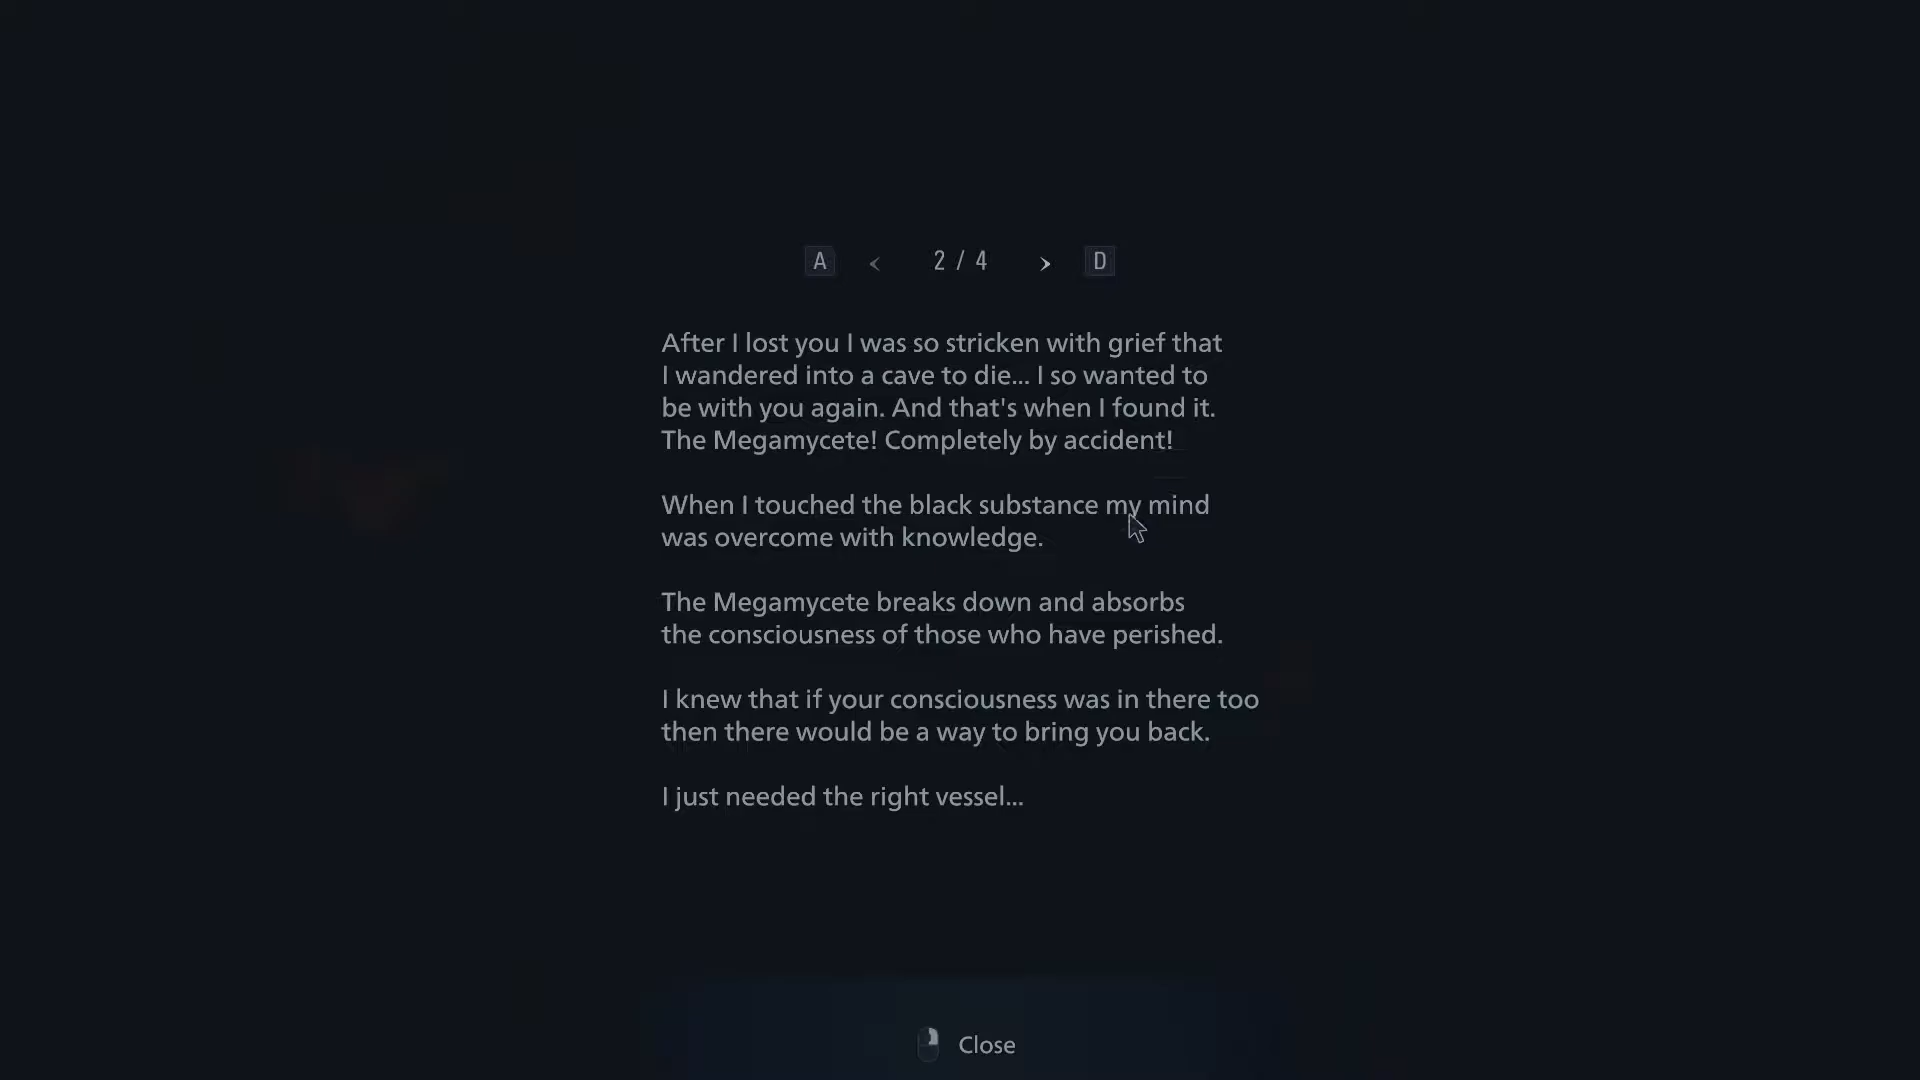 A < 2 / 4 > D
After I lost you I was so stricken with grief that
I wandered into a cave to die... I so wanted to
be with you again. And that's when I found it.
The Megamycete! Completely by accident!
When I touched the black substance my mind
was overcome with knowledge.
The Megamycete breaks down and absorbs
the consciousness of those who have perished.
I knew that if your consciousness was in there too
then there would be a way to bring you back.
I just needed the right vessel...
Close